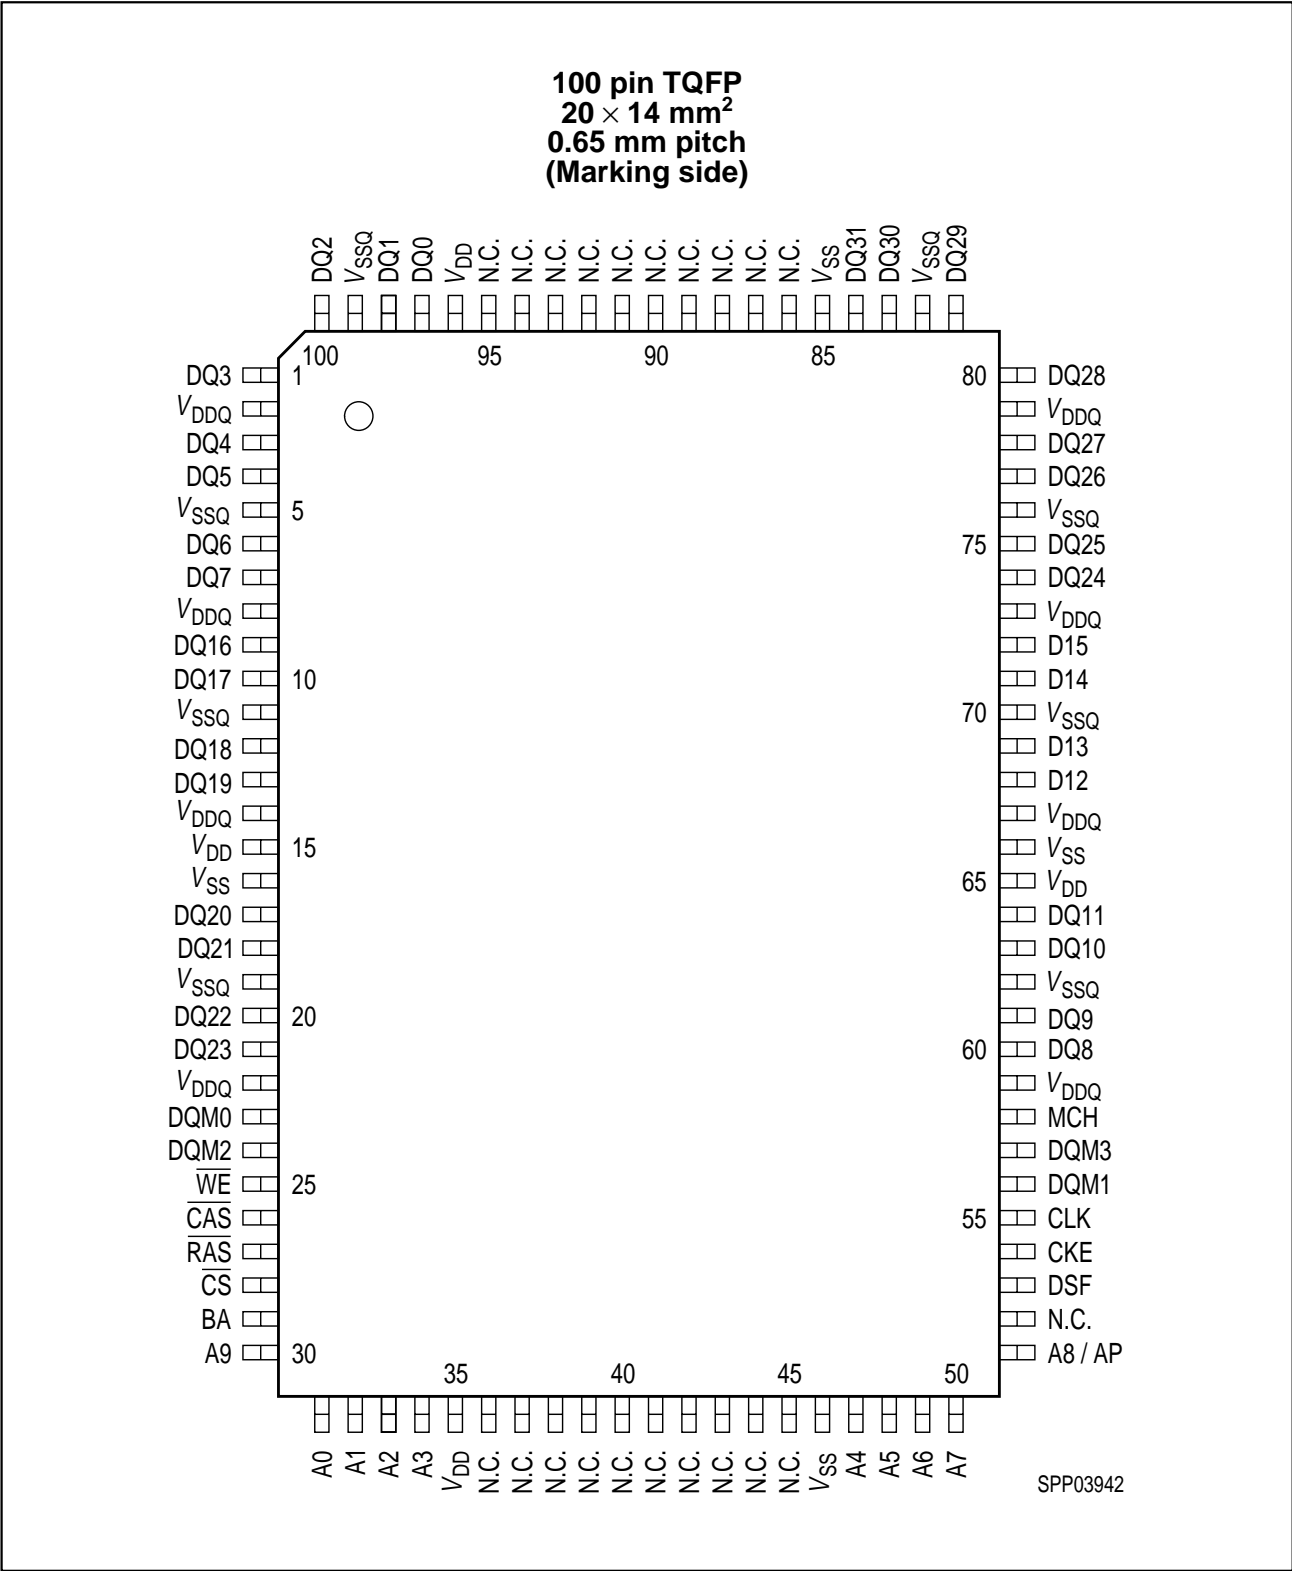 100 pin TQFP
20 × 14 mm²
0.65 mm pitch
(Marking side)
DQ2 VSSQ DQ1 DQ0 VDD N.C. N.C. N.C. N.C. N.C. N.C. N.C. N.C. N.C. N.C. VSS DQ31 DQ30 VSSQ DQ29
100 95 90 85
DQ3 1 80 DQ28
VDDQ VDDQ
DQ4 DQ27
DQ5 DQ26
VSSQ 5 VSSQ
DQ6 75 DQ25
DQ7 DQ24
VDDQ VDDQ
DQ16 D15
DQ17 10 D14
VSSQ 70 VSSQ
DQ18 D13
DQ19 D12
VDDQ VDDQ
VDD 15 VSS
VSS 65 VDD
DQ20 DQ11
DQ21 DQ10
VSSQ VSSQ
DQ22 20 DQ9
DQ23 60 DQ8
VDDQ VDDQ
DQM0 MCH
DQM2 DQM3
WE 25 DQM1
CAS 55 CLK
RAS CKE
CS DSF
BA N.C.
A9 30 A8 / AP
35 40 45 50
A0 A1 A2 A3 VDD N.C. N.C. N.C. N.C. N.C. N.C. N.C. N.C. N.C. N.C. VSS A4 A5 A6 A7
SPP03942